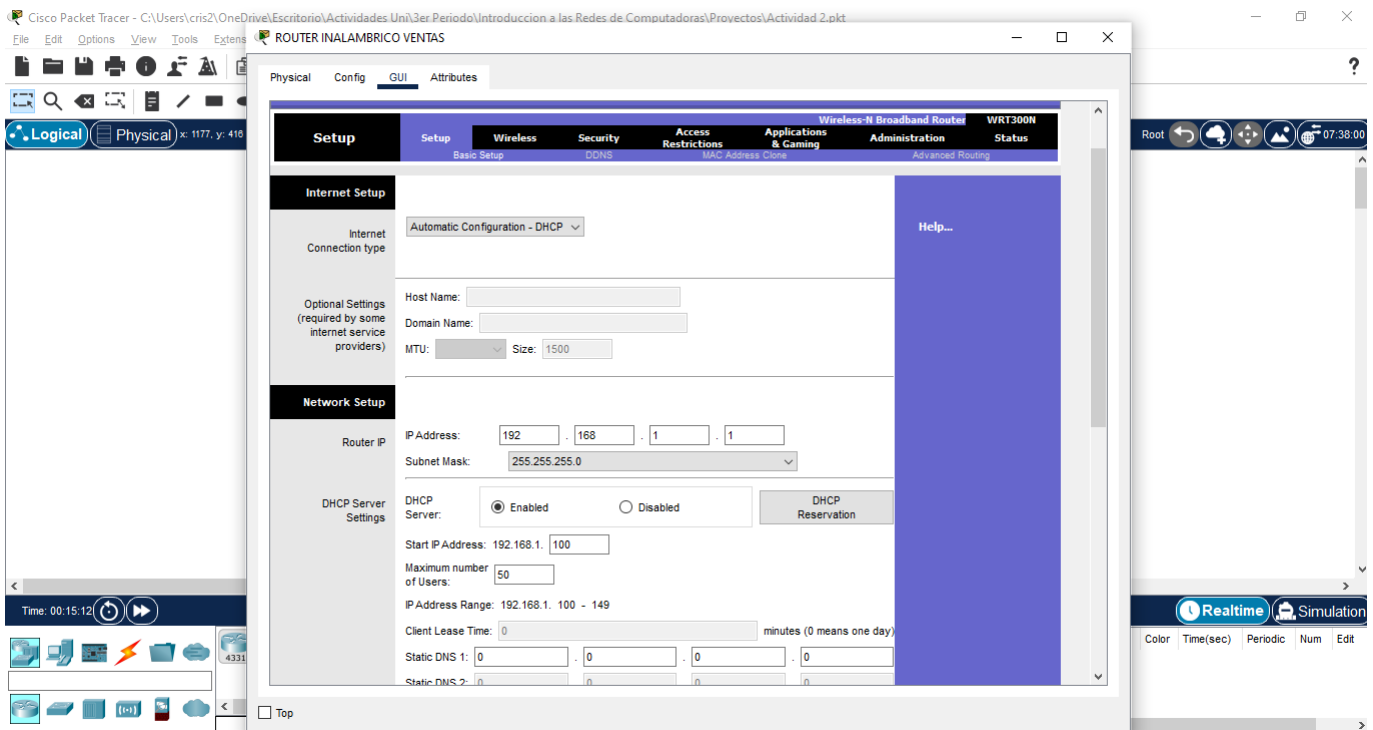 Cisco Packet Tracer - C:\Users\cris2\OneDrive\Escritorio\Actividades Uni\3er Periodo\Introduccion a las Redes de Computadoras\Proyectos\Actividad 2.pkt
File Edit Options View Tools Extens
ROUTER INALAMBRICO VENTAS
Physical Config GUI Attributes
Logical Physical x: 1177, y: 416
Root 07:38:00
Wireless-N Broadband Router WRT300N
Setup Setup Wireless Security Access Restrictions Applications & Gaming Administration Status
Basic Setup DDNS MAC Address Clone Advanced Routing
Internet Setup
Help...
Internet Connection type
Automatic Configuration - DHCP
Optional Settings
(required by some
internet service
providers)
Host Name:
Domain Name:
MTU: Size: 1500
Network Setup
Router IP
IP Address: 192 . 168 . 1 . 1
Subnet Mask: 255.255.255.0
DHCP Server
Settings
DHCP
Server: Enabled Disabled
DHCP
Reservation
Start IP Address: 192.168.1. 100
Maximum number
of Users: 50
IP Address Range: 192.168.1. 100 - 149
Client Lease Time: 0 minutes (0 means one day)
Static DNS 1: 0 . 0 . 0 . 0
Static DNS 2: 0 0 0 0
Top
Time: 00:15:12
Realtime Simulation
4331
Color Time(sec) Periodic Num Edit